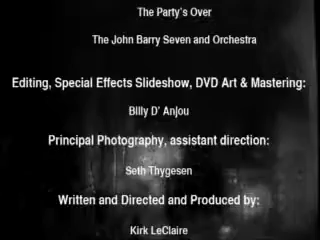 The Party's Over
The John Barry Seven and Orchestra
Editing, Special Effects Slideshow, DVD Art & Mastering:
Billy D' Anjou
Principal Photography, assistant direction:
Seth Thygesen
Written and Directed and Produced by:
Kirk LeClaire